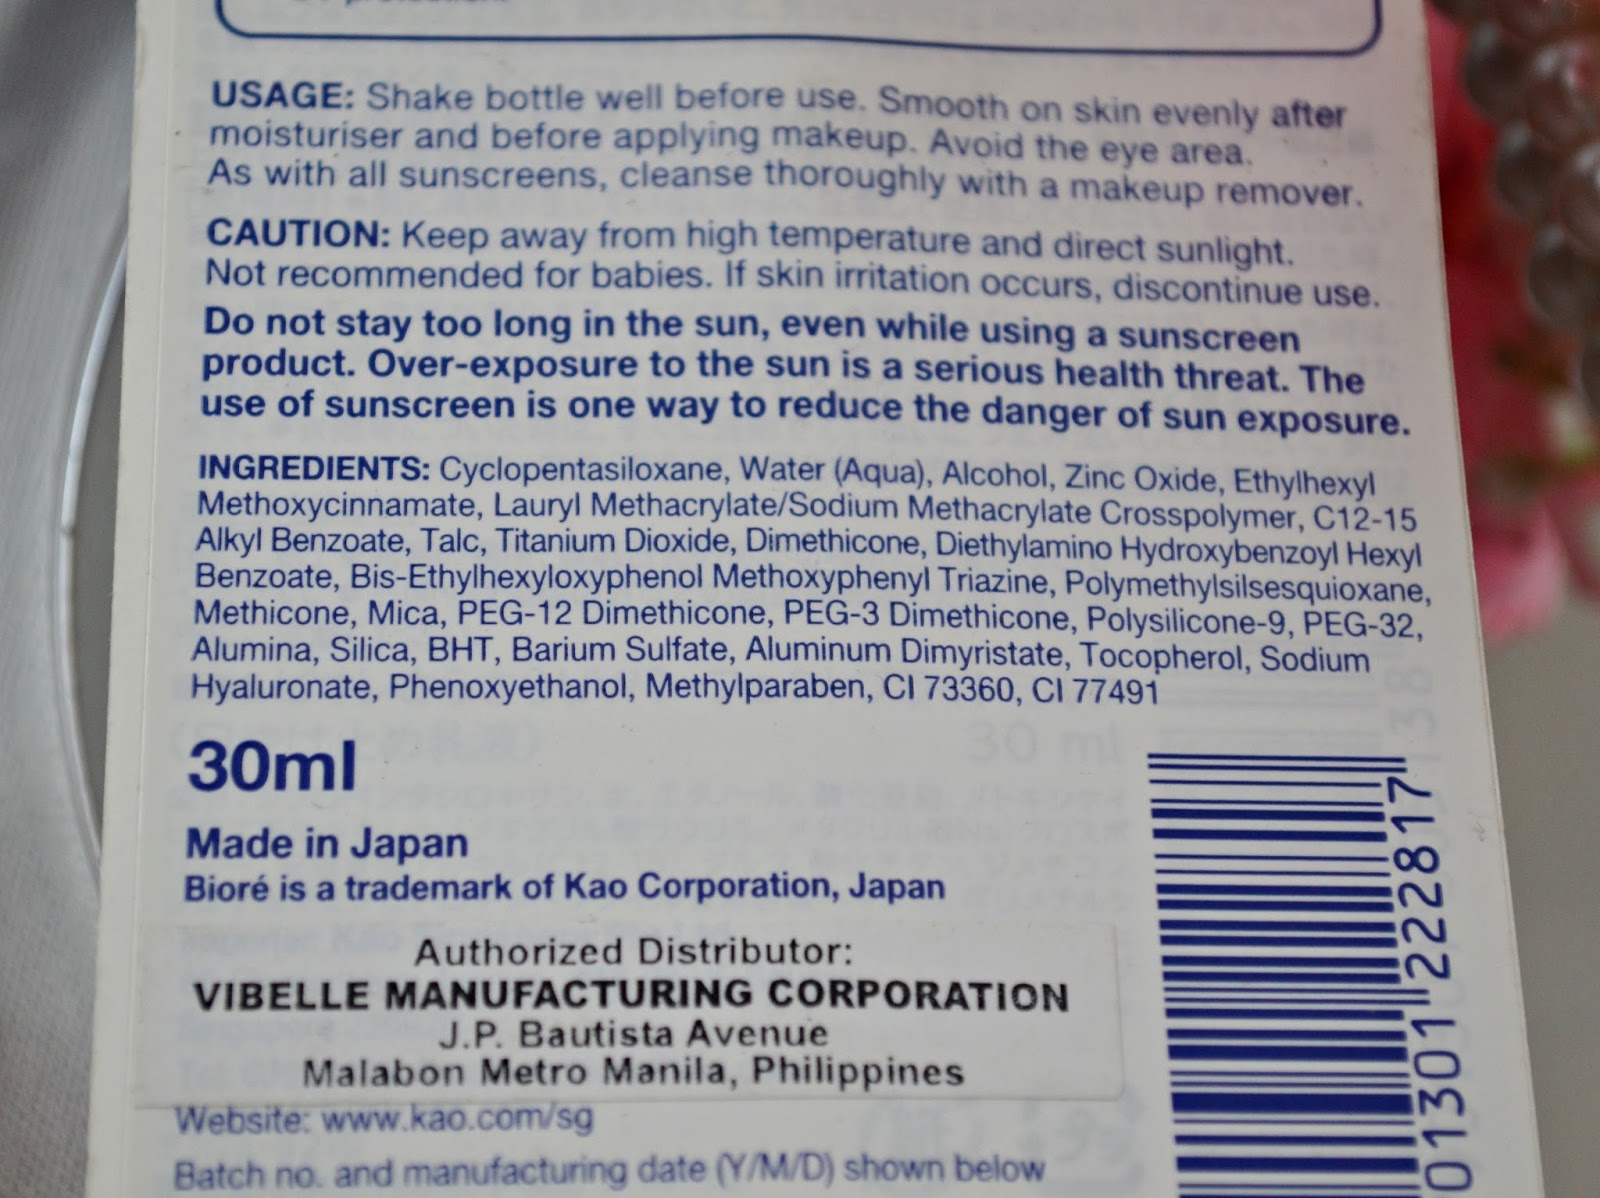 USAGE: Shake bottle well before use. Smooth on skin evenly after
moisturiser and before applying makeup. Avoid the eye area.
As with all sunscreens, cleanse thoroughly with a makeup remover.
CAUTION: Keep away from high temperature and direct sunlight.
Not recommended for babies. If skin irritation occurs, discontinue use.
Do not stay too long in the sun, even while using a sunscreen
product. Over-exposure to the sun is a serious health threat. The
use of sunscreen is one way to reduce the danger of sun exposure.
INGREDIENTS: Cyclopentasiloxane, Water (Aqua), Alcohol, Zinc Oxide, Ethylhexyl
Methoxycinnamate, Lauryl Methacrylate/Sodium Methacrylate Crosspolymer, C12-15
Alkyl Benzoate, Talc, Titanium Dioxide, Dimethicone, Diethylamino Hydroxybenzoyl Hexyl
Benzoate, Bis-Ethylhexyloxyphenol Methoxyphenyl Triazine, Polymethylsilsesquioxane,
Methicone, Mica, PEG-12 Dimethicone, PEG-3 Dimethicone, Polysilicone-9, PEG-32,
Alumina, Silica, BHT, Barium Sulfate, Aluminum Dimyristate, Tocopherol, Sodium
Hyaluronate, Phenoxyethanol, Methylparaben, CI 73360, CI 77491
30ml
Made in Japan
Bioré is a trademark of Kao Corporation, Japan
Authorized Distributor:
VIBELLE MANUFACTURING CORPORATION
J.P. Bautista Avenue
Malabon Metro Manila, Philippines
Website: www.kao.com/sg
Batch no. and manufacturing date (Y/M/D) shown below
01301 222817